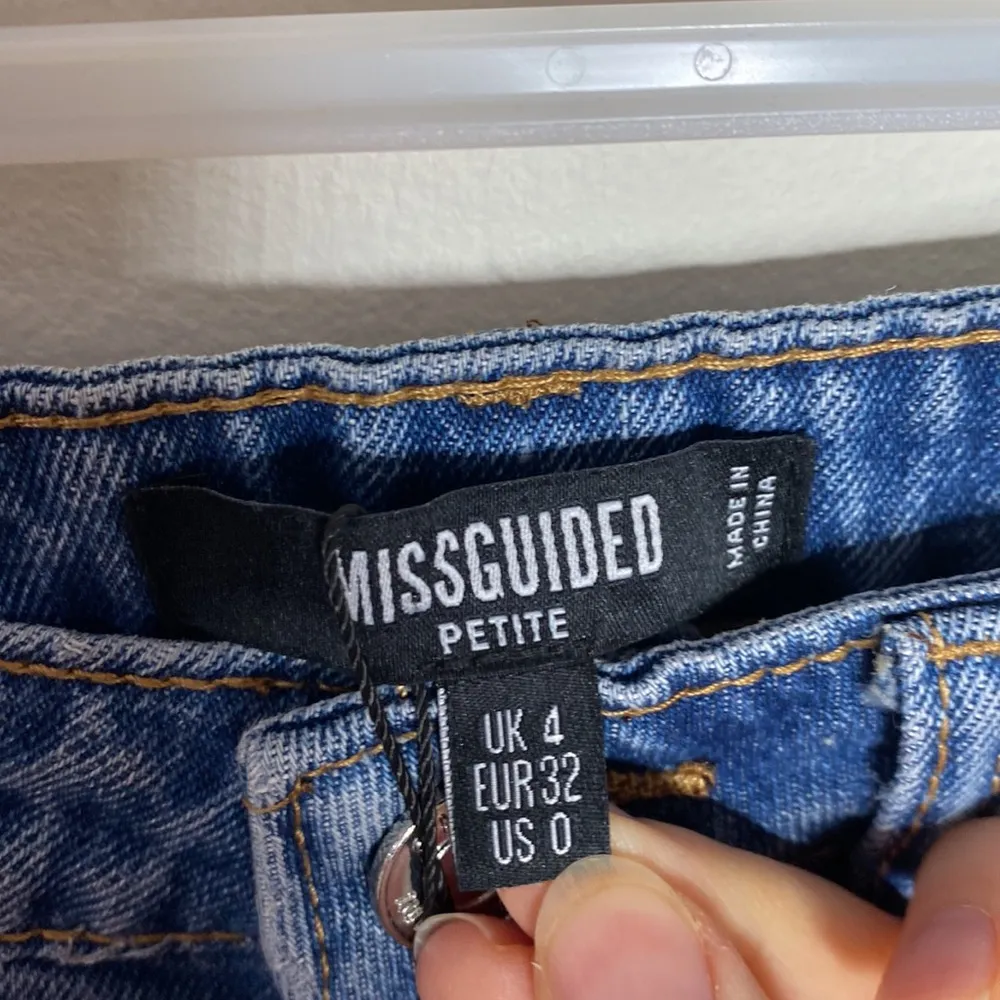 MISSGUIDED
PETITE
MADE IN
CHINA
UK 4
EUR 32
US 0